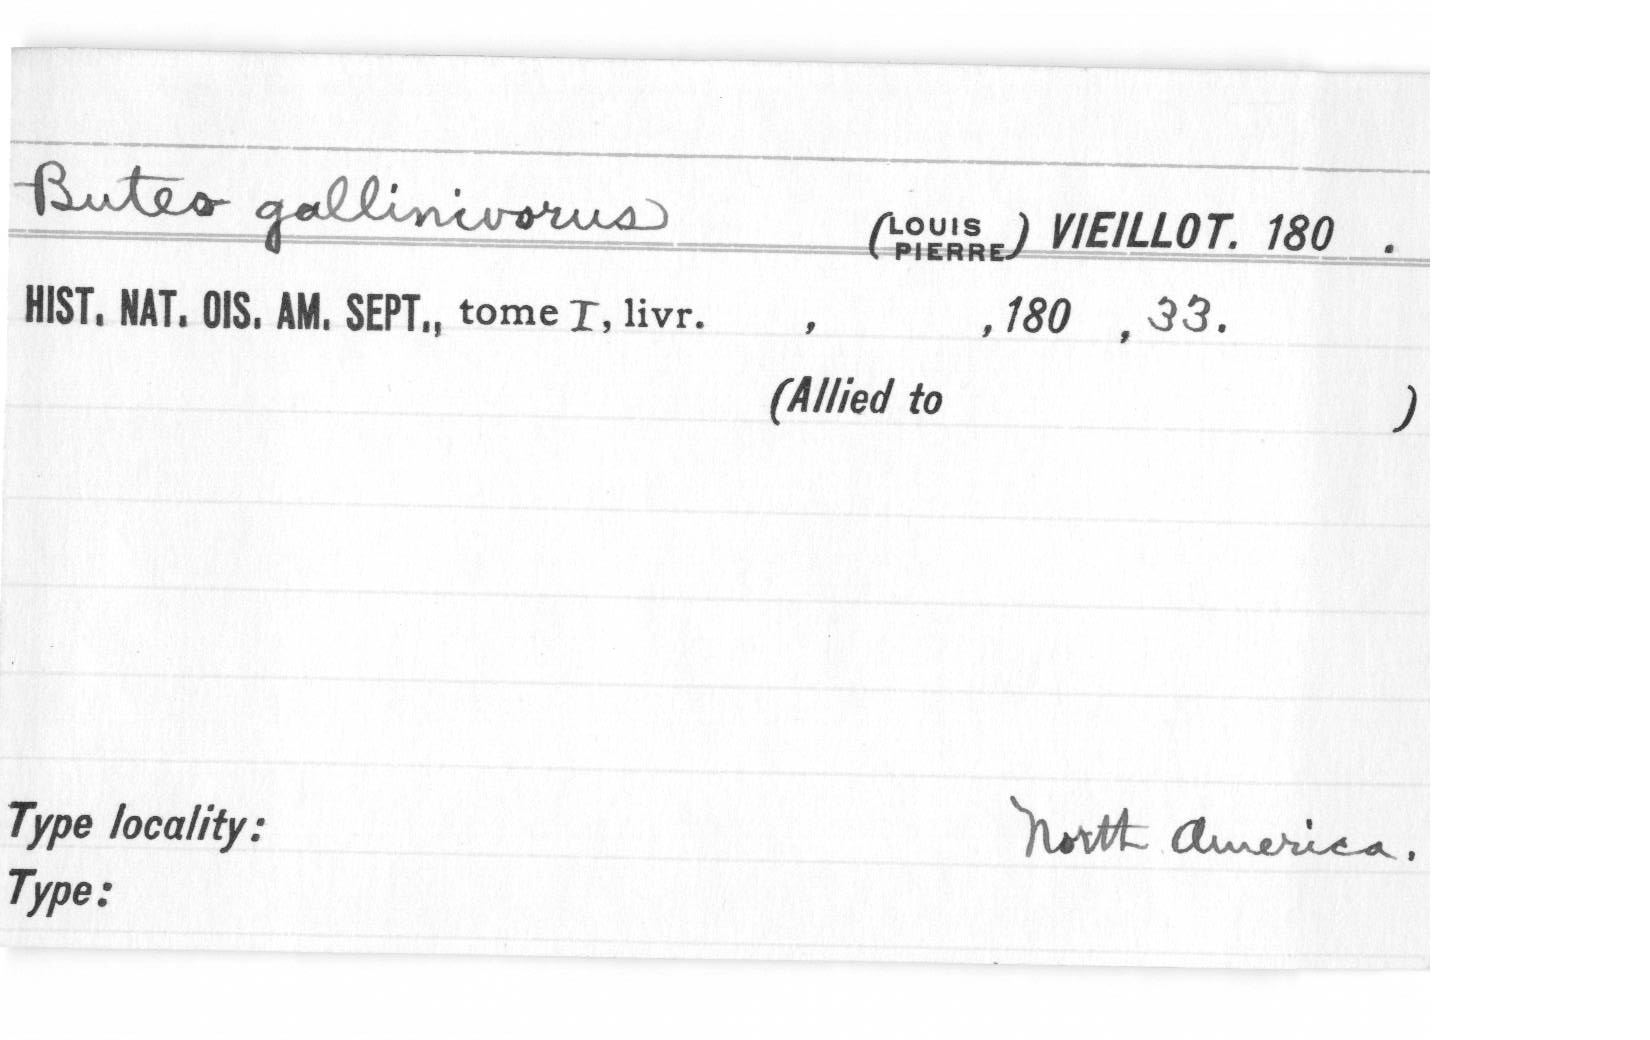 Buteo gallinivorus (LOUIS PIERRE) VIEILLOT. 180 .
HIST. NAT. OIS. AM. SEPT., tome I, livr. , , 180 , 33.
(Allied to )
Type locality: North America.
Type: